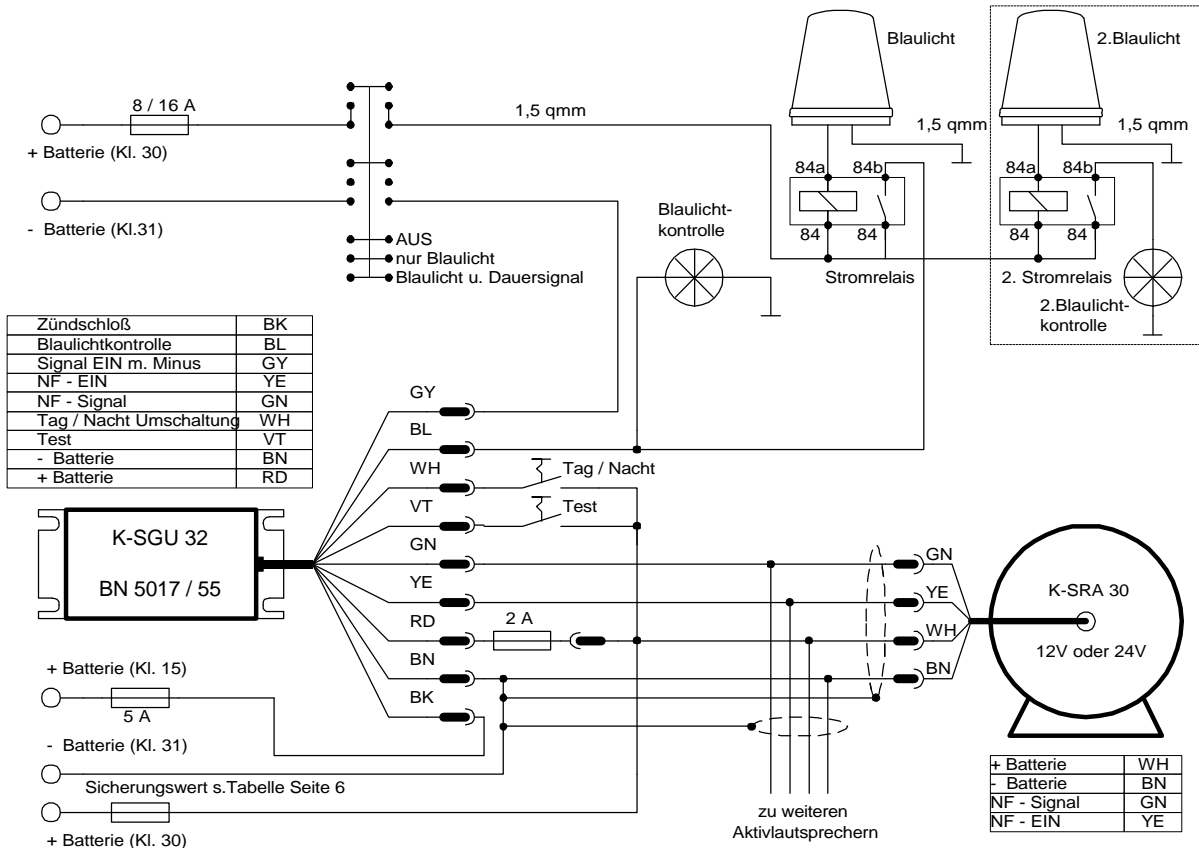 Blaulicht
2.Blaulicht
8 / 16 A
1,5 qmm
1,5 qmm
1,5 qmm
+ Batterie (Kl. 30)
84a
84b
84a
84b
- Batterie (Kl.31)
Blaulicht-
kontrolle
84
84
84
84
AUS
nur Blaulicht
Blaulicht u. Dauersignal
Stromrelais
2. Stromrelais
2.Blaulicht-
kontrolle
Zündschloß BK
Blaulichtkontrolle BL
Signal EIN m. Minus GY
NF - EIN YE
NF - Signal GN
Tag / Nacht Umschaltung WH
Test VT
- Batterie BN
+ Batterie RD
GY
BL
WH
Tag / Nacht
VT
Test
GN
YE
RD
2 A
BN
BK
K-SGU 32
BN 5017 / 55
GN
YE
WH
BN
K-SRA 30
12V oder 24V
+ Batterie (Kl. 15)
5 A
- Batterie (Kl. 31)
Sicherungswert s.Tabelle Seite 6
+ Batterie (Kl. 30)
zu weiteren
Aktivlautsprechern
+ Batterie WH
- Batterie BN
NF - Signal GN
NF - EIN YE